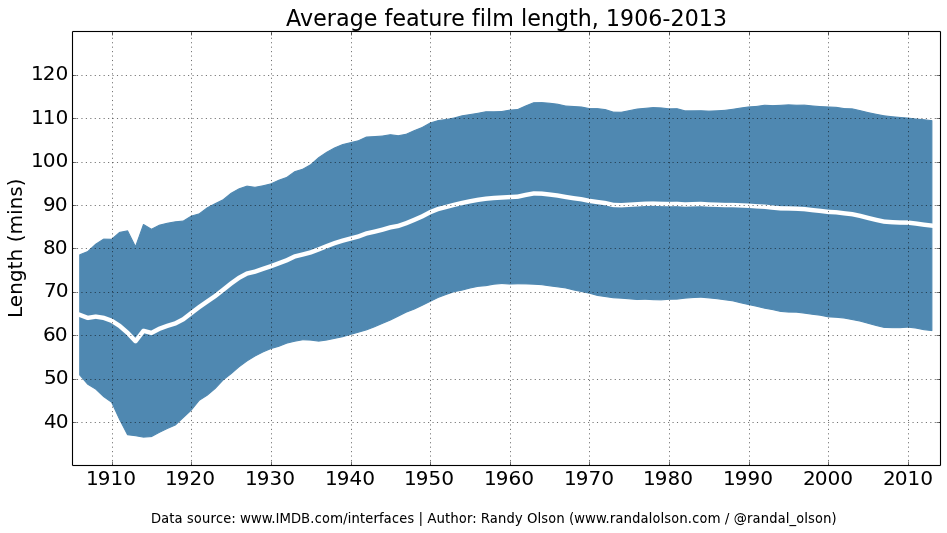 Average feature film length, 1906-2013
Length (mins)
120
110
100
90
80
70
60
50
40
1910 1920 1930 1940 1950 1960 1970 1980 1990 2000 2010
Data source: www.IMDB.com/interfaces | Author: Randy Olson (www.randalolson.com / @randal_olson)